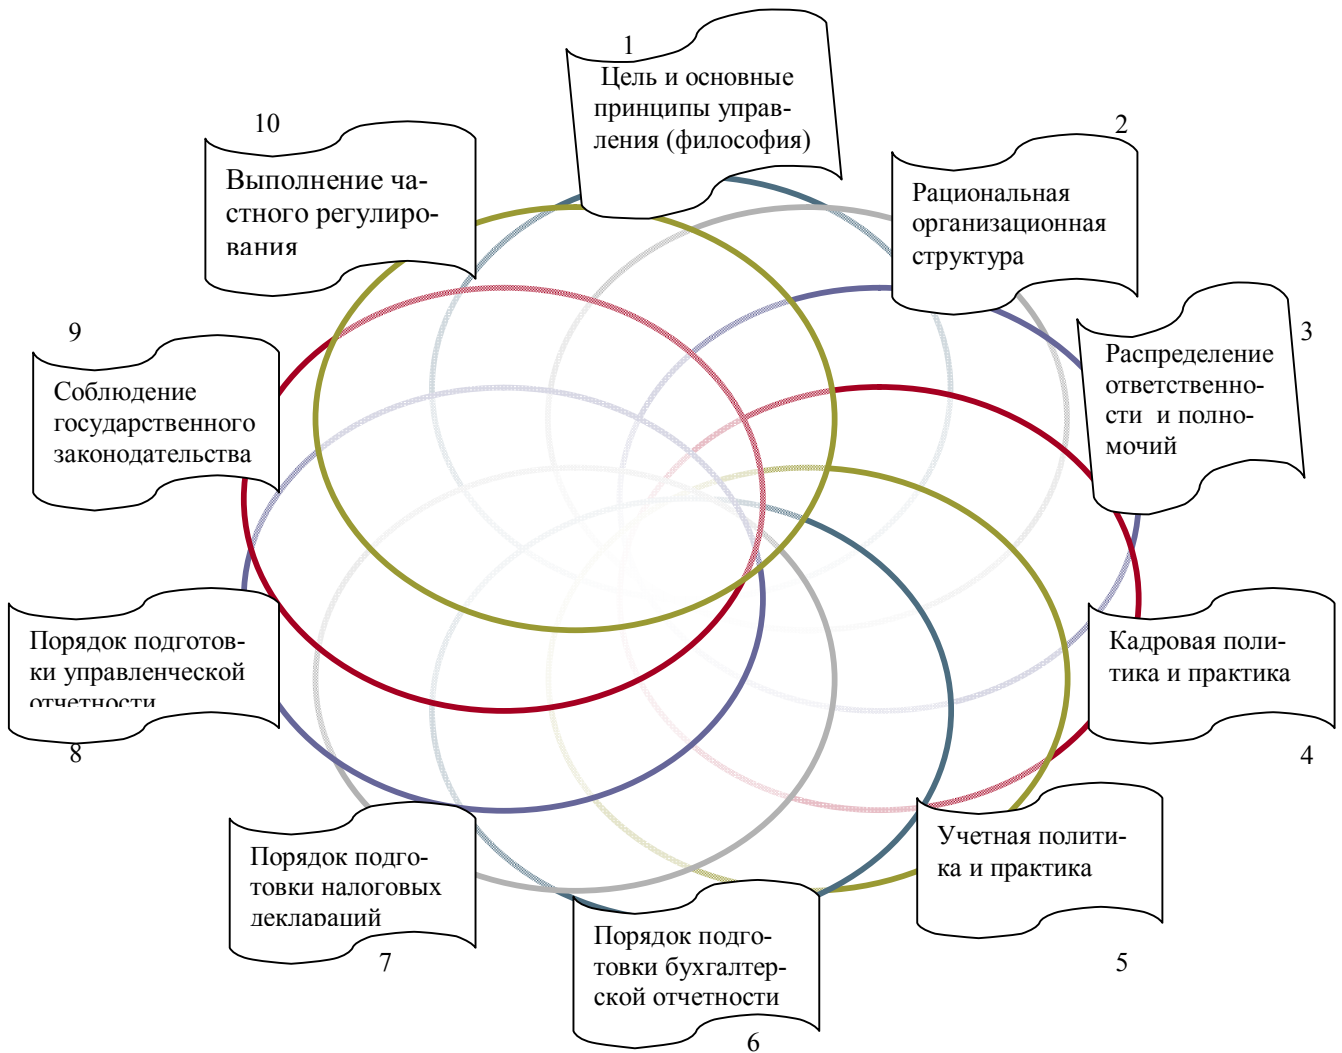 1
Цель и основные
принципы управ-
ления (философия)
2
Рациональная
организационная
структура
3
Распределение
ответственно-
сти и полно-
мочий
Кадровая поли-
тика и практика
4
Учетная полити-
ка и практика
5
Порядок подго-
товки бухгалтер-
ской отчетности
6
Порядок подго-
товки налоговых
деклараций
7
Порядок подготов-
ки управленческой
отчетности
8
9
Соблюдение
государственного
законодательства
10
Выполнение ча-
стного регулиро-
вания